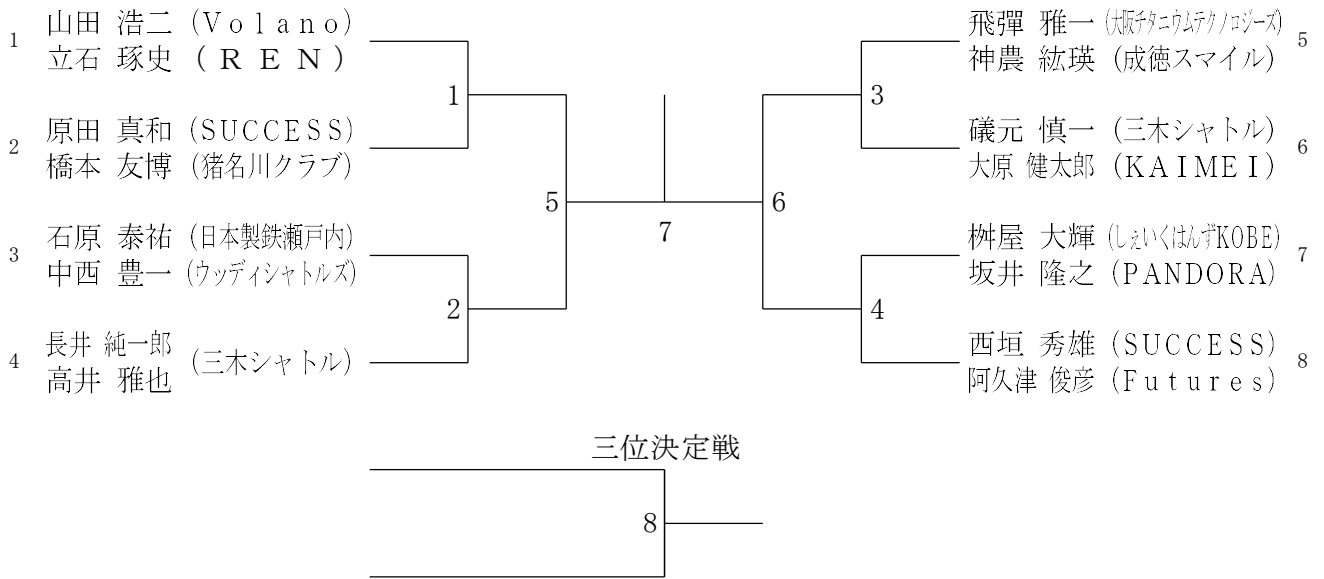 1
山田 浩二 (Volano)
立石 琢史 (REN)
2
原田 真和 (SUCCESS)
橋本 友博 (猪名川クラブ)
3
石原 泰祐 (日本製鉄瀬戸内)
中西 豊一 (ウッディシャトルズ)
4
長井 純一郎
高井 雅也
(三木シャトル)
1
2
5
7
6
3
4
飛彈 雅一 (大阪チタニウムテクノロジーズ)
神農 紘瑛 (成徳スマイル)
5
礒元 慎一 (三木シャトル)
大原 健太郎 (KAIMEI)
6
桝屋 大輝 (しぇいくはんずKOBE)
坂井 隆之 (PANDORA)
7
西垣 秀雄 (SUCCESS)
阿久津 俊彦 (Futures)
8
三位決定戦
8